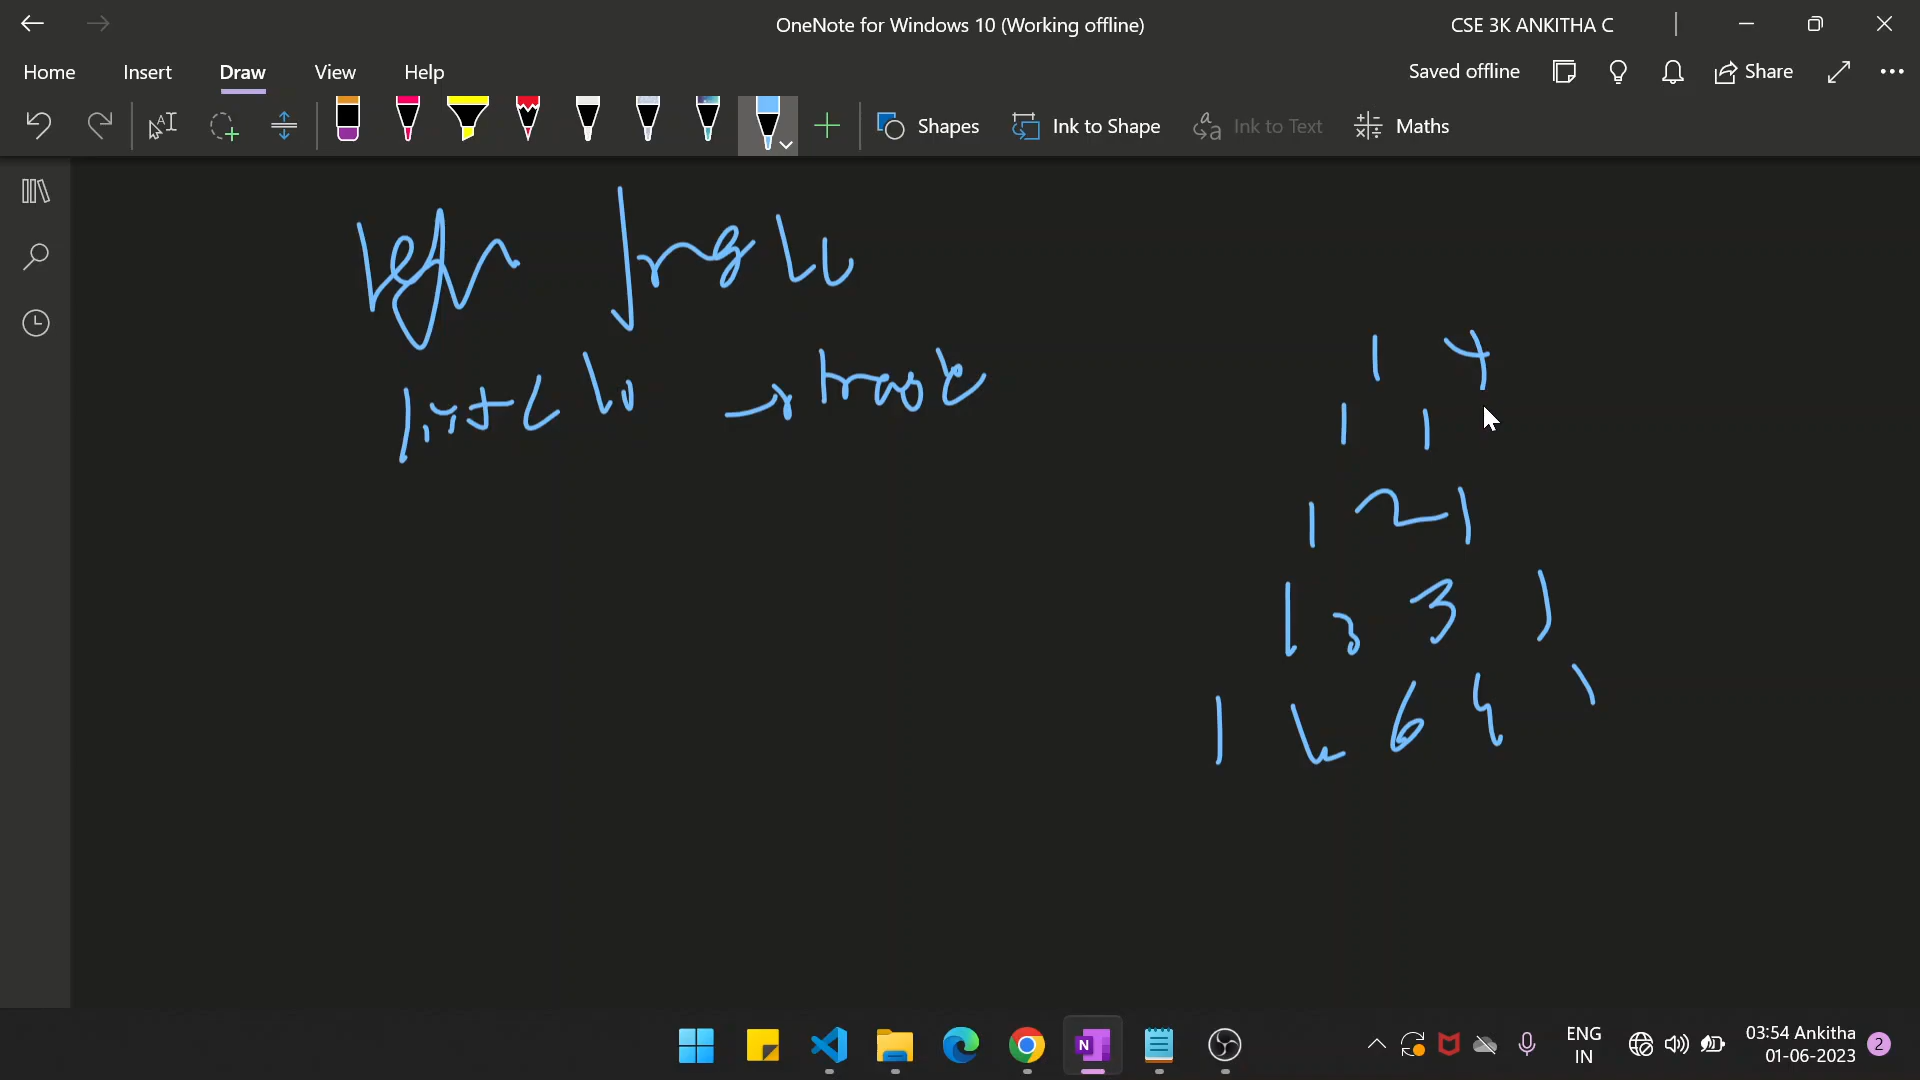 OneNote for Windows 10 (Working offline)
CSE 3K ANKITHA C
Home Insert Draw View Help
Saved offline Share
Shapes Ink to Shape Ink to Text Maths
1 4
1 1
1 2 1
1 3 3 1
1 4 6 4 1
ENG
IN
03:54 Ankitha
01-06-2023
2